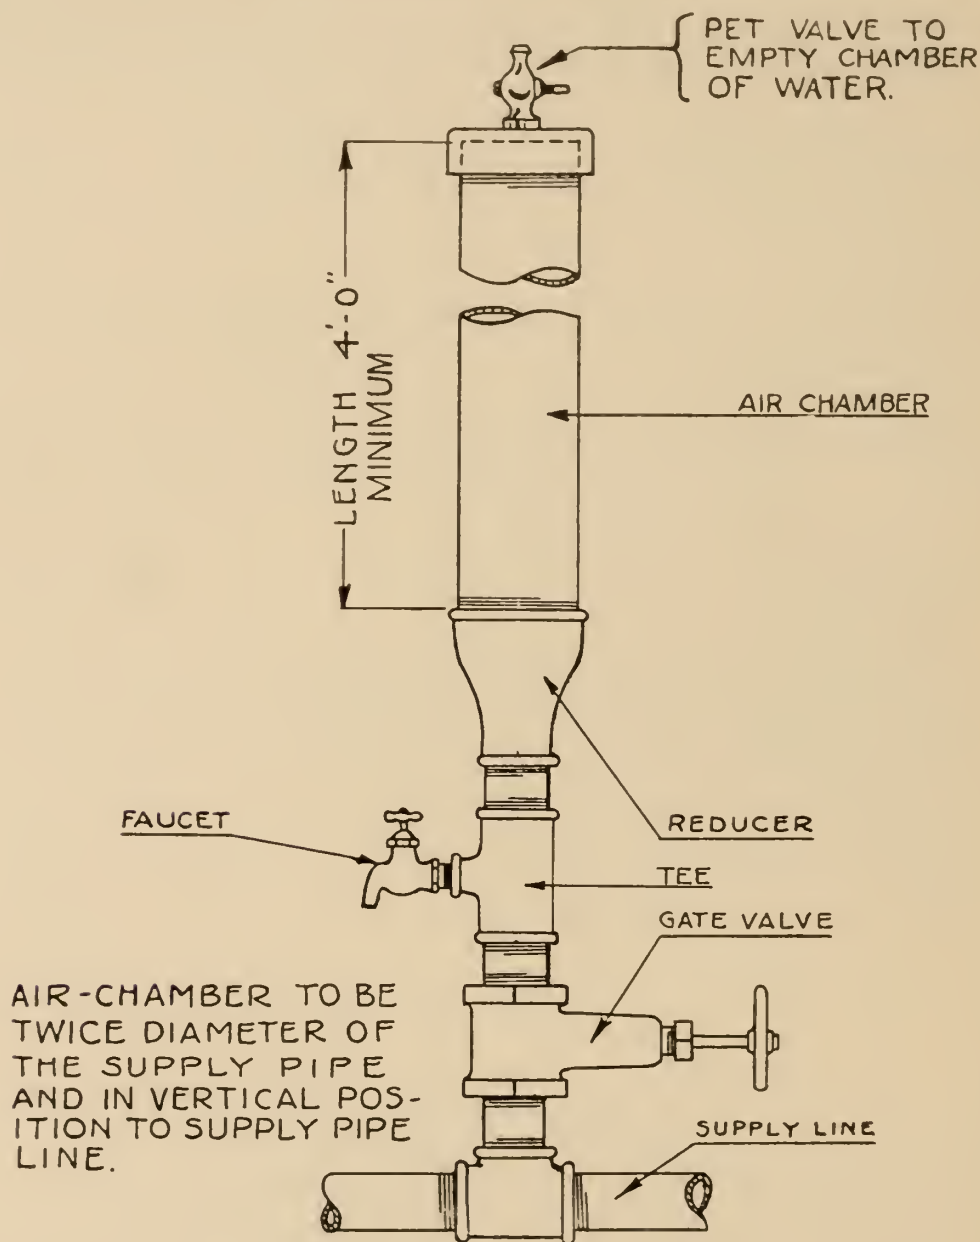 PET VALVE TO
EMPTY CHAMBER
OF WATER.
LENGTH 4'-0"
MINIMUM
AIR CHAMBER
FAUCET
REDUCER
TEE
GATE VALVE
AIR-CHAMBER TO BE
TWICE DIAMETER OF
THE SUPPLY PIPE
AND IN VERTICAL POS-
ITION TO SUPPLY PIPE
LINE.
SUPPLY LINE